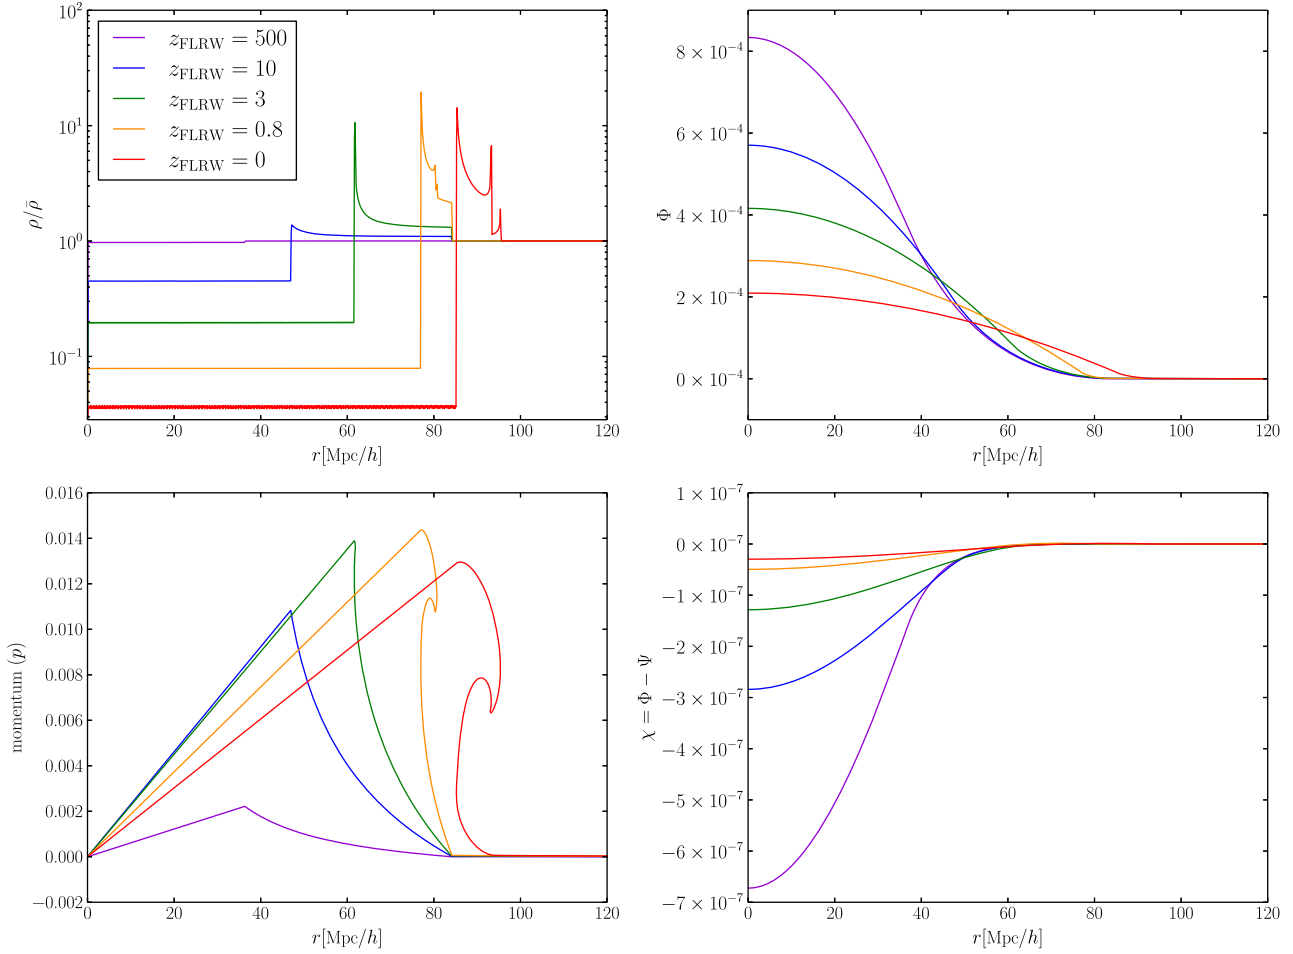 10²
10¹
10⁰
10⁻¹
ρ/ρ̄
z_FLRW = 500
z_FLRW = 10
z_FLRW = 3
z_FLRW = 0.8
z_FLRW = 0
0 20 40 60 80 100 120
r[Mpc/h]
8 × 10⁻⁴
6 × 10⁻⁴
4 × 10⁻⁴
2 × 10⁻⁴
0 × 10⁻⁴
Φ
0 20 40 60 80 100 120
r[Mpc/h]
0.016
0.014
0.012
0.010
0.008
0.006
0.004
0.002
0.000
−0.002
momentum (p)
0 20 40 60 80 100 120
r[Mpc/h]
1 × 10⁻⁷
0 × 10⁻⁷
−1 × 10⁻⁷
−2 × 10⁻⁷
−3 × 10⁻⁷
−4 × 10⁻⁷
−5 × 10⁻⁷
−6 × 10⁻⁷
−7 × 10⁻⁷
χ = Φ − Ψ
0 20 40 60 80 100 120
r[Mpc/h]